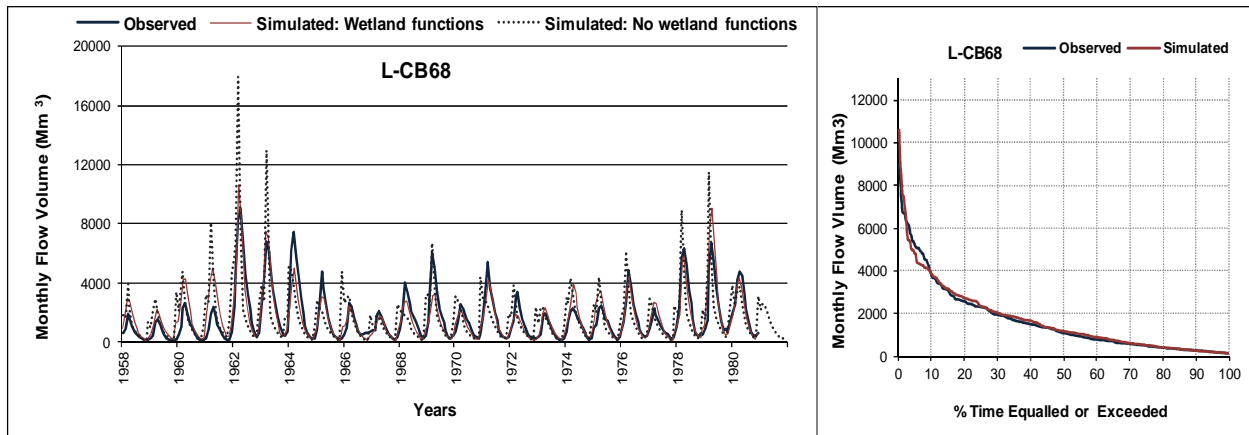 Observed Simulated: Wetland functions Simulated: No wetland functions
L-CB68
Monthly Flow Volume (Mm ³)
20000
16000
12000
8000
4000
0
1958 1960 1962 1964 1966 1968 1970 1972 1974 1976 1978 1980
Years
L-CB68 Observed Simulated
Monthly Flow Vlume (Mm3)
12000
10000
8000
6000
4000
2000
0
0 10 20 30 40 50 60 70 80 90 100
% Time Equalled or Exceeded